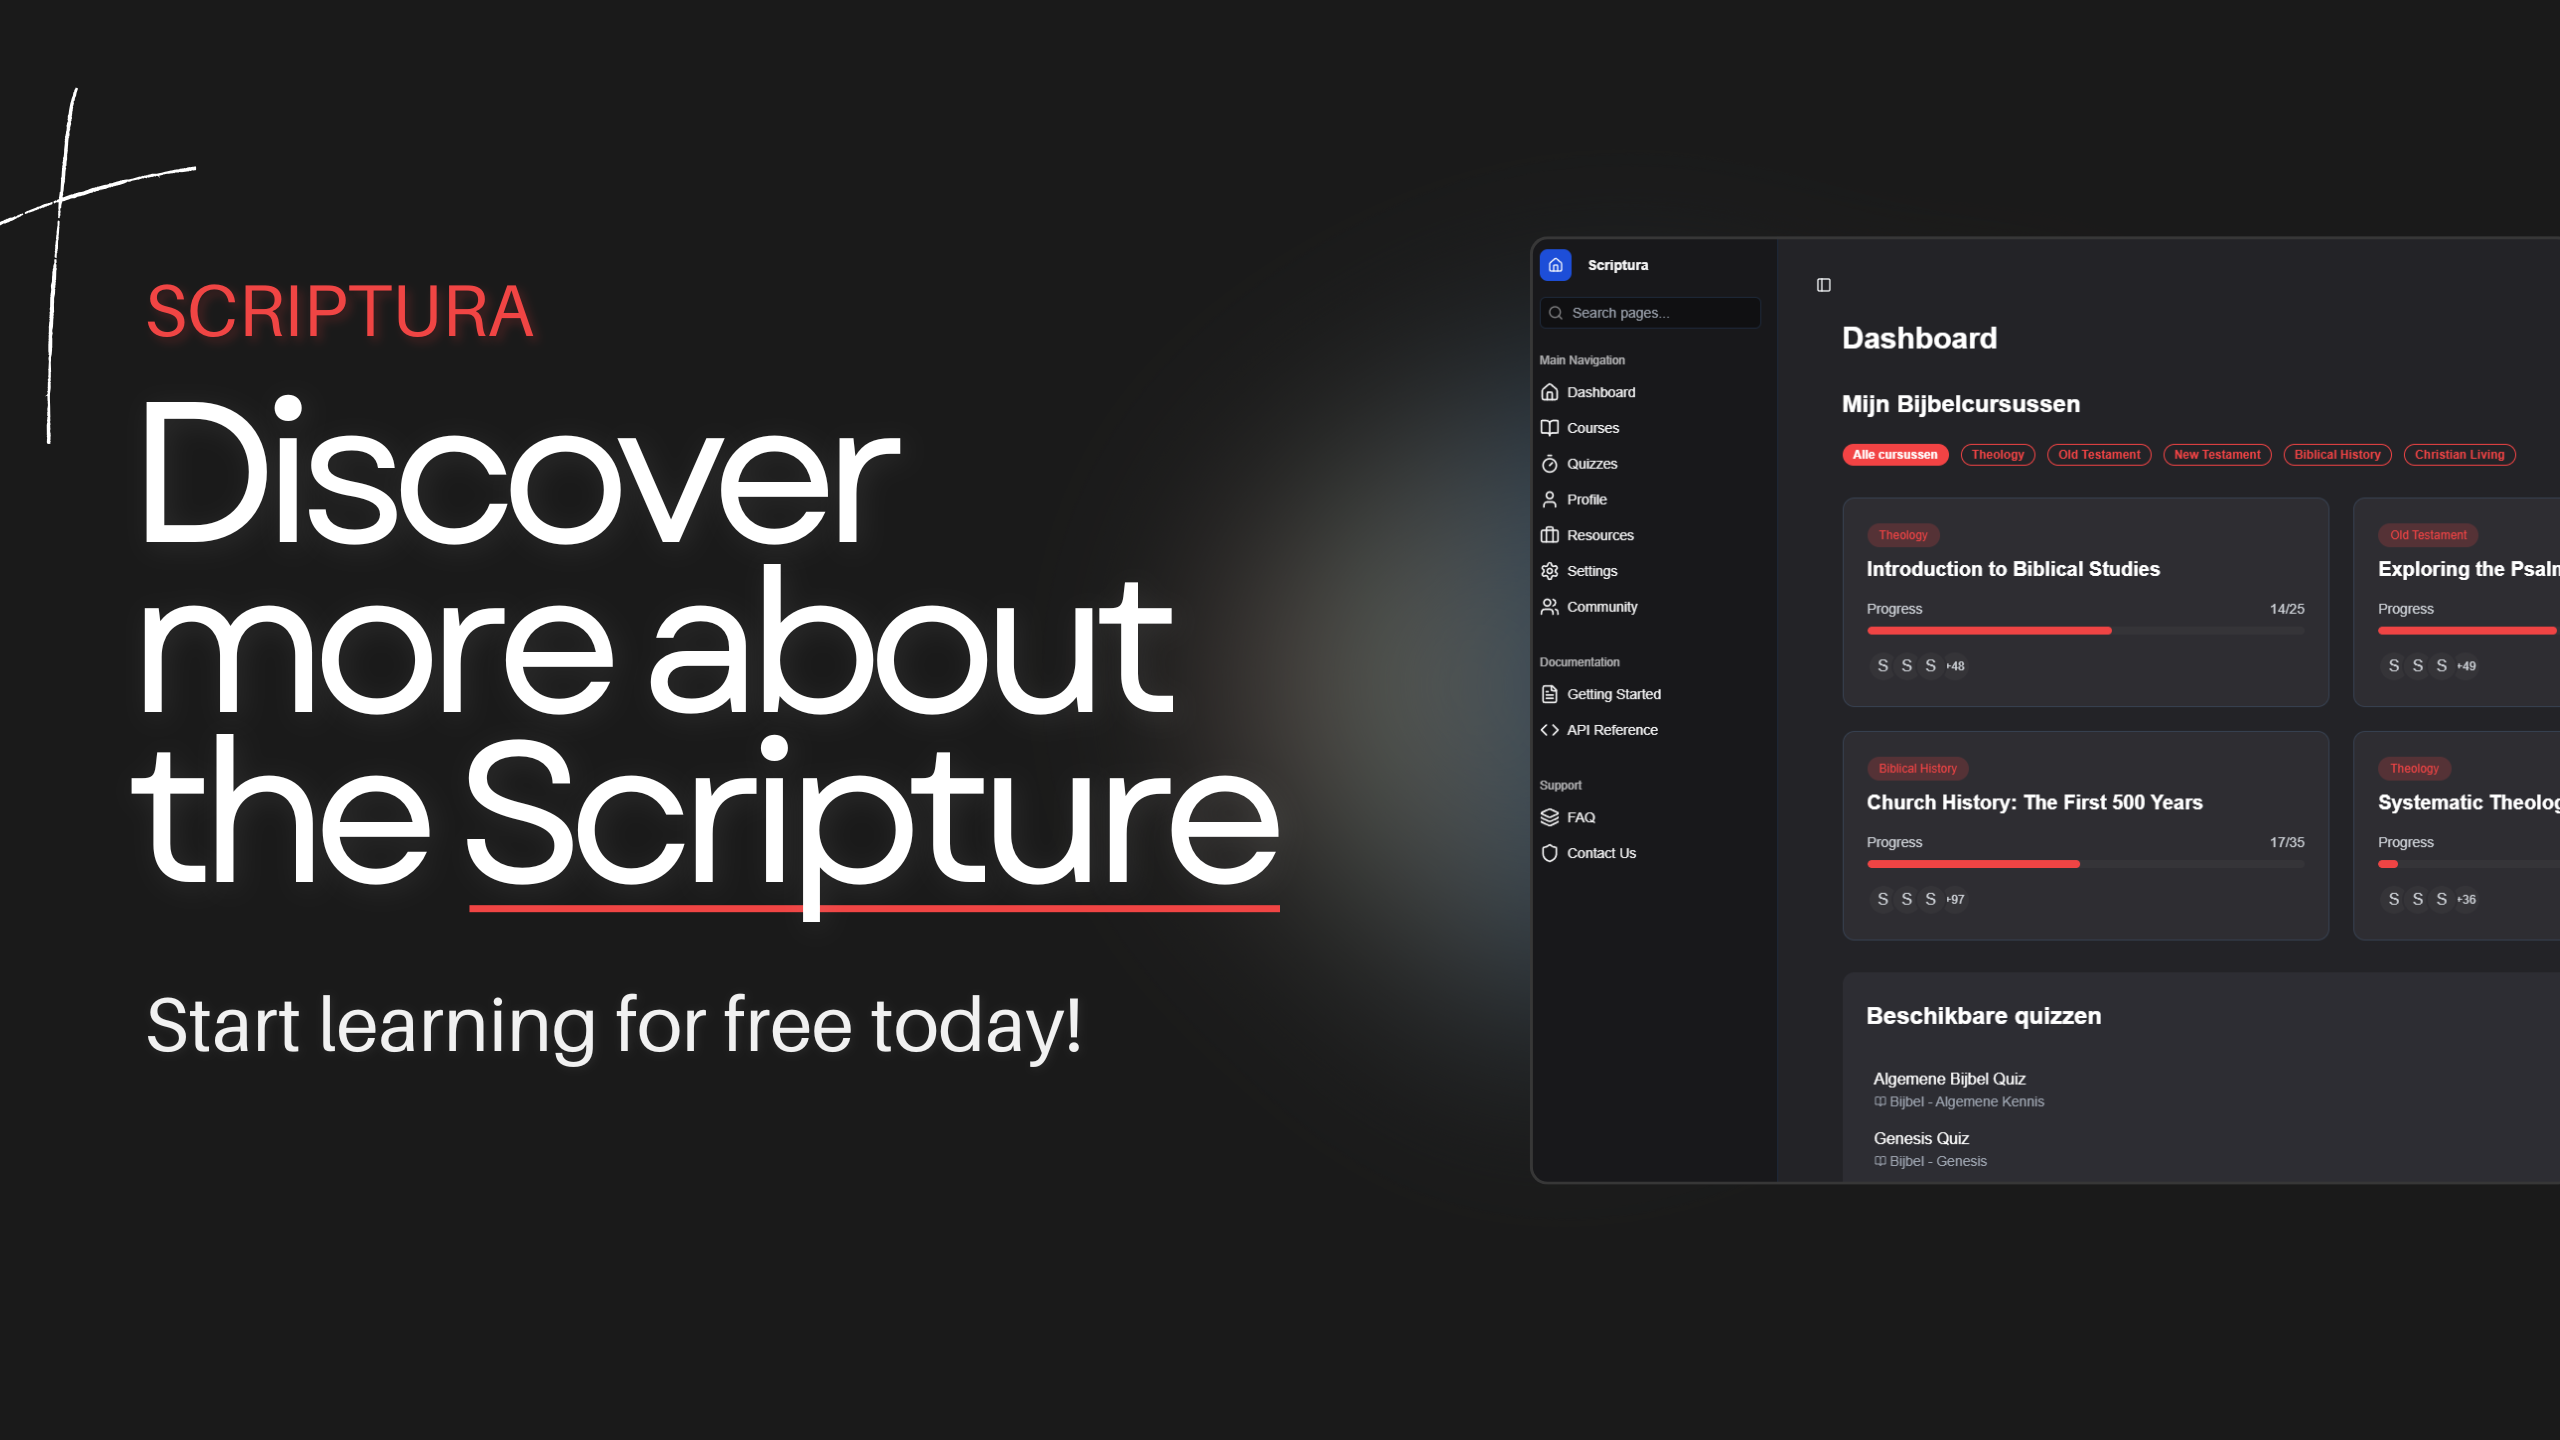 SCRIPTURA
Discover
more about
the Scripture
Start learning for free today!
Scriptura
Search pages...
Main Navigation
Dashboard
Courses
Quizzes
Profile
Resources
Settings
Community
Documentation
Getting Started
API Reference
Support
FAQ
Contact Us
Dashboard
Mijn Bijbelcursussen
Alle cursussen Theology Old Testament New Testament Biblical History Christian Living
Theology
Introduction to Biblical Studies
Progress 14/25
S S S +48
Old Testament
Exploring the
Progress
S S S +49
Biblical History
Church History: The First 500 Years
Progress 17/35
S S S +97
Theology
Systematic
Progress
S S S +36
Beschikbare quizzen
Algemene Bijbel Quiz
Bijbel - Algemene Kennis
Genesis Quiz
Bijbel - Genesis